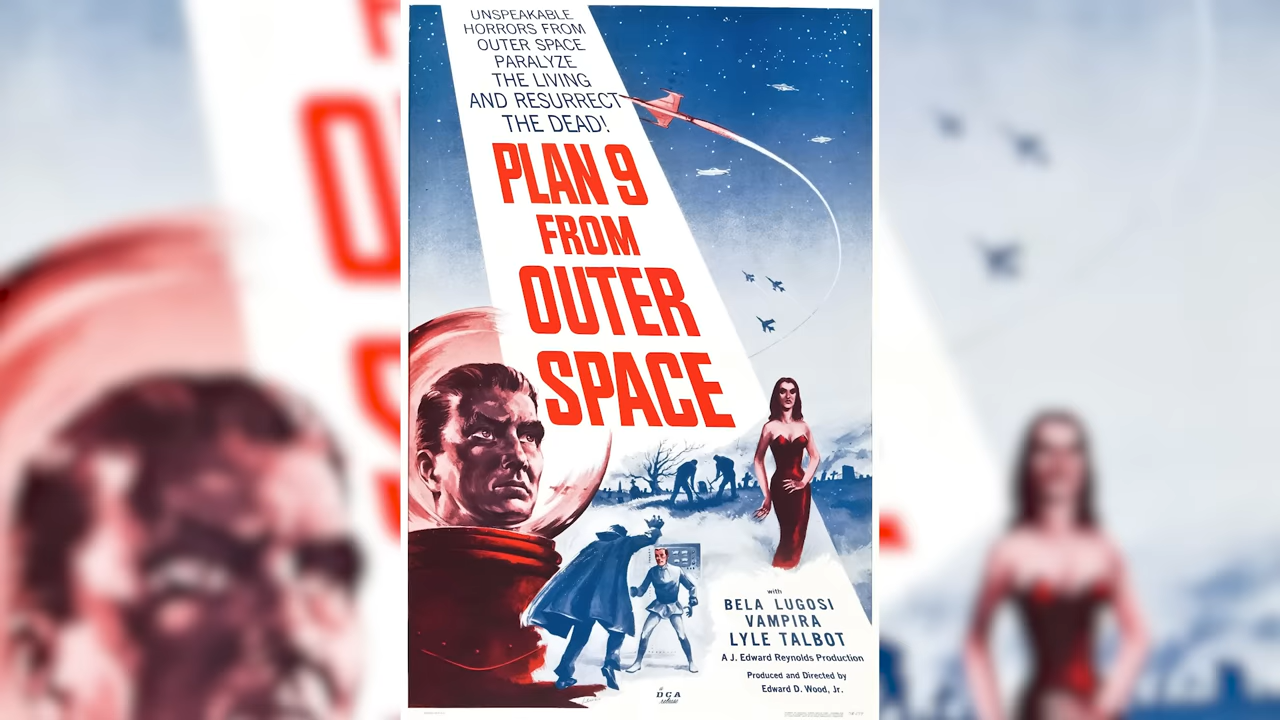 UNSPEAKABLE
HORRORS FROM
OUTER SPACE
PARALYZE
THE LIVING
AND RESURRECT
THE DEAD!
PLAN 9
FROM
OUTER
SPACE
with
BELA LUGOSI
VAMPIRA
LYLE TALBOT
A J. Edward Reynolds Production
Produced and Directed by
Edward D. Wood, Jr.
a
DCA
release